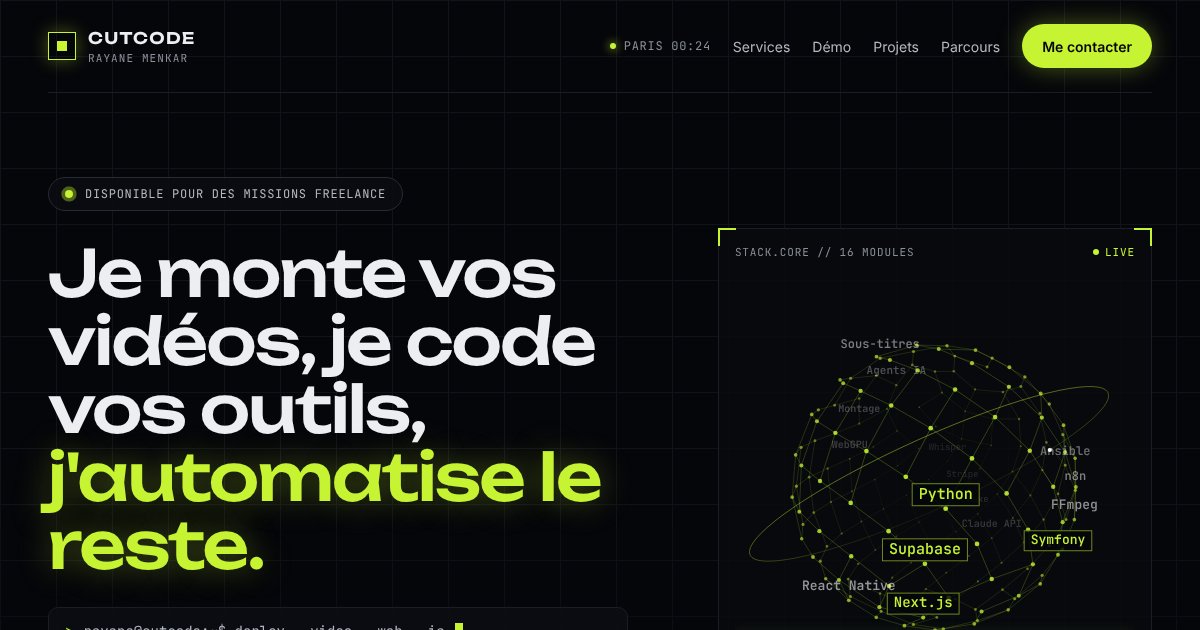 CUTCODE
RAYANE MENKAR
PARIS 00:24
Services
Démo
Projets
Parcours
Me contacter
DISPONIBLE POUR DES MISSIONS FREELANCE
Je monte vos
vidéos, je code
vos outils,
j'automatise le
reste.
STACK.CORE // 16 MODULES
LIVE
Sous-titres
Agents IA
Montage
WebGPU
Whisper
Ansible
Stripe
n8n
Python
FFmpeg
Claude API
Symfony
Supabase
React Native
Next.js